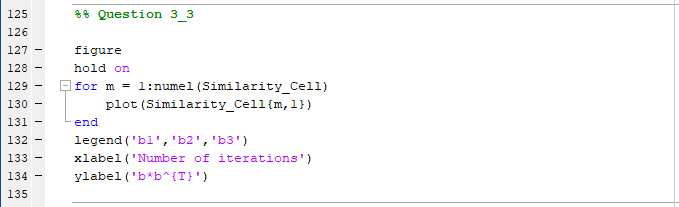 125 %% Question 3_3
126
127 – figure
128 – hold on
129 – for m = 1:numel(Similarity_Cell)
130 – plot(Similarity_Cell{m,1})
131 – end
132 – legend('b1','b2','b3')
133 – xlabel('Number of iterations')
134 – ylabel('b*b^{T}')
135